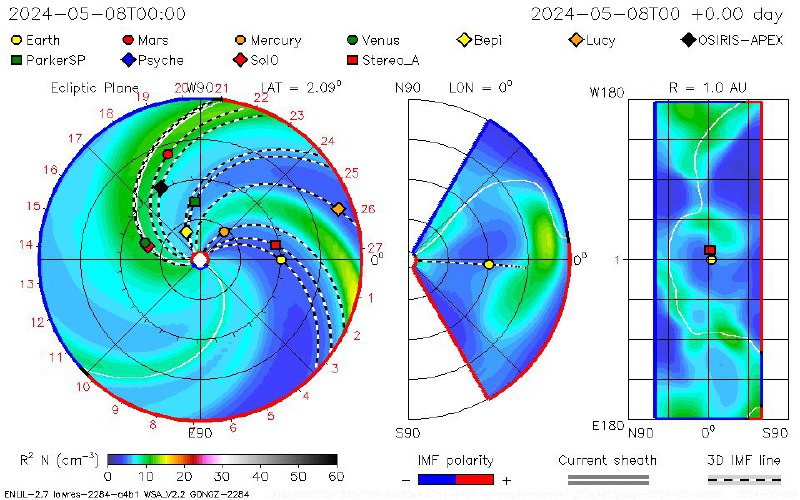 2024-05-08T00:00
2024-05-08T00 +0.00 day
Earth Mars Mercury Venus Bepi Lucy OSIRIS-APEX
ParkerSP Psyche SolO Stereo_A
Ecliptic Plane W90 LAT = 2.09° N90 LON = 0° R = 1.0 AU
W180
19 20 21 22
18 23
17 24
16 25
15 26
14 27 0° 0° 1
13 1
12 2
11 3
10 4
9 8 7 6 5
E90 S90 E180
N90 0° S90
R² N (cm⁻³)
0 10 20 30 40 50 60
IMF polarity
- +
Current sheath
3D IMF line
ENLIL-2.7 lowres-2284-a4b1 WSA_V2.2 GONGZ-2284